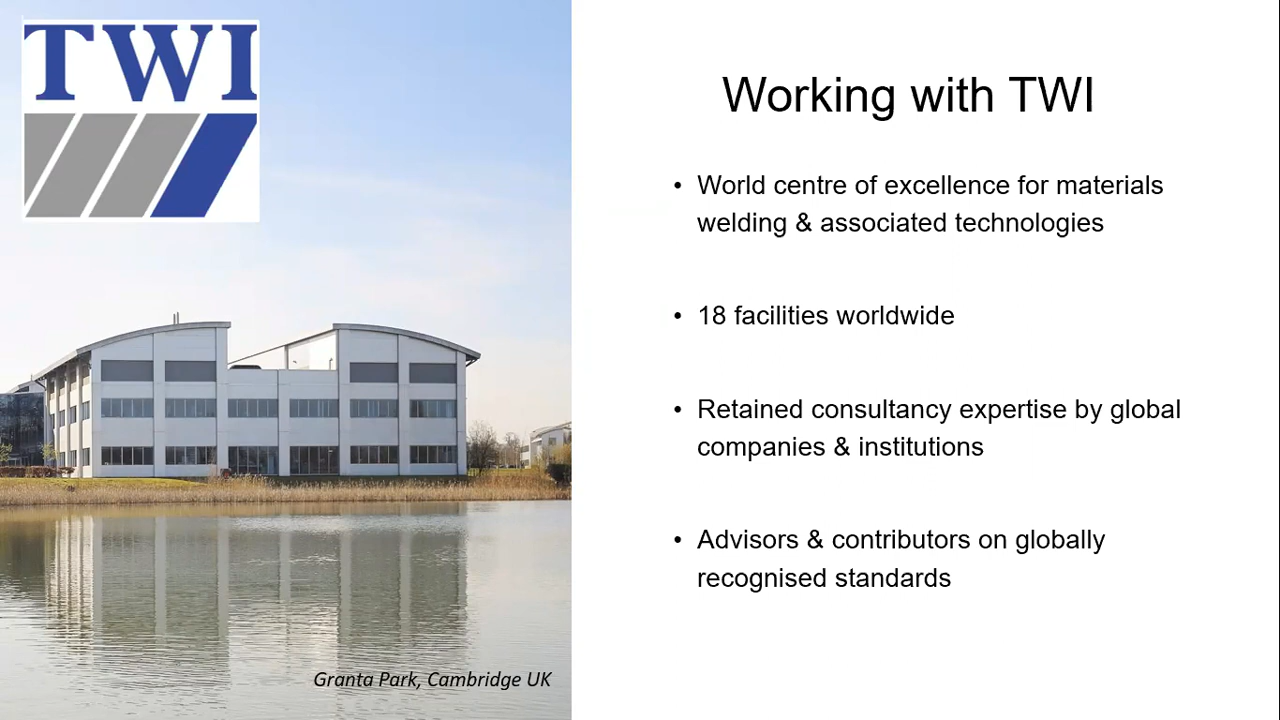 TWI
Working with TWI
• World centre of excellence for materials
welding & associated technologies
• 18 facilities worldwide
• Retained consultancy expertise by global
companies & institutions
• Advisors & contributors on globally
recognised standards
Granta Park, Cambridge UK